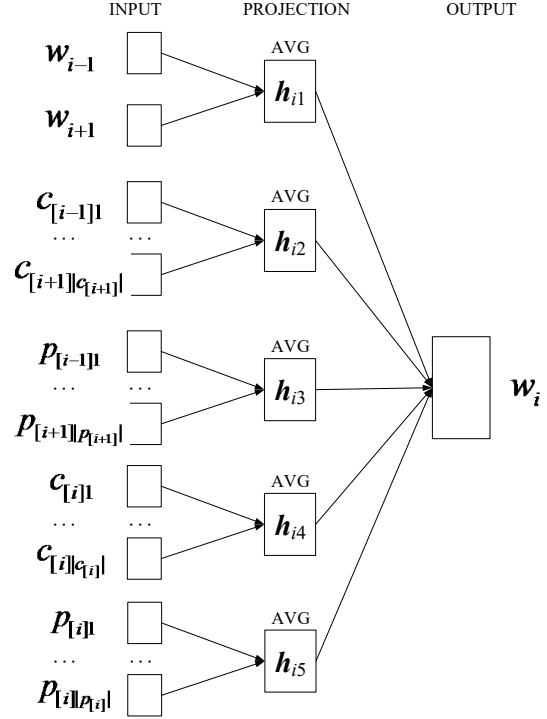 INPUT PROJECTION OUTPUT
AVG
w_{i−1}
h_{i1}
w_{i+1}
AVG
c_{[i−1]1}
… …
h_{i2}
c_{[i+1]|c_{[i+1]}|}
AVG
p_{[i−1]1}
… …
h_{i3}
w_i
p_{[i+1]|p_{[i+1]}|}
AVG
c_{[i]1}
… …
h_{i4}
c_{[i]|c_{[i]}|}
AVG
p_{[i]1}
… …
h_{i5}
p_{[i]|p_{[i]}|}